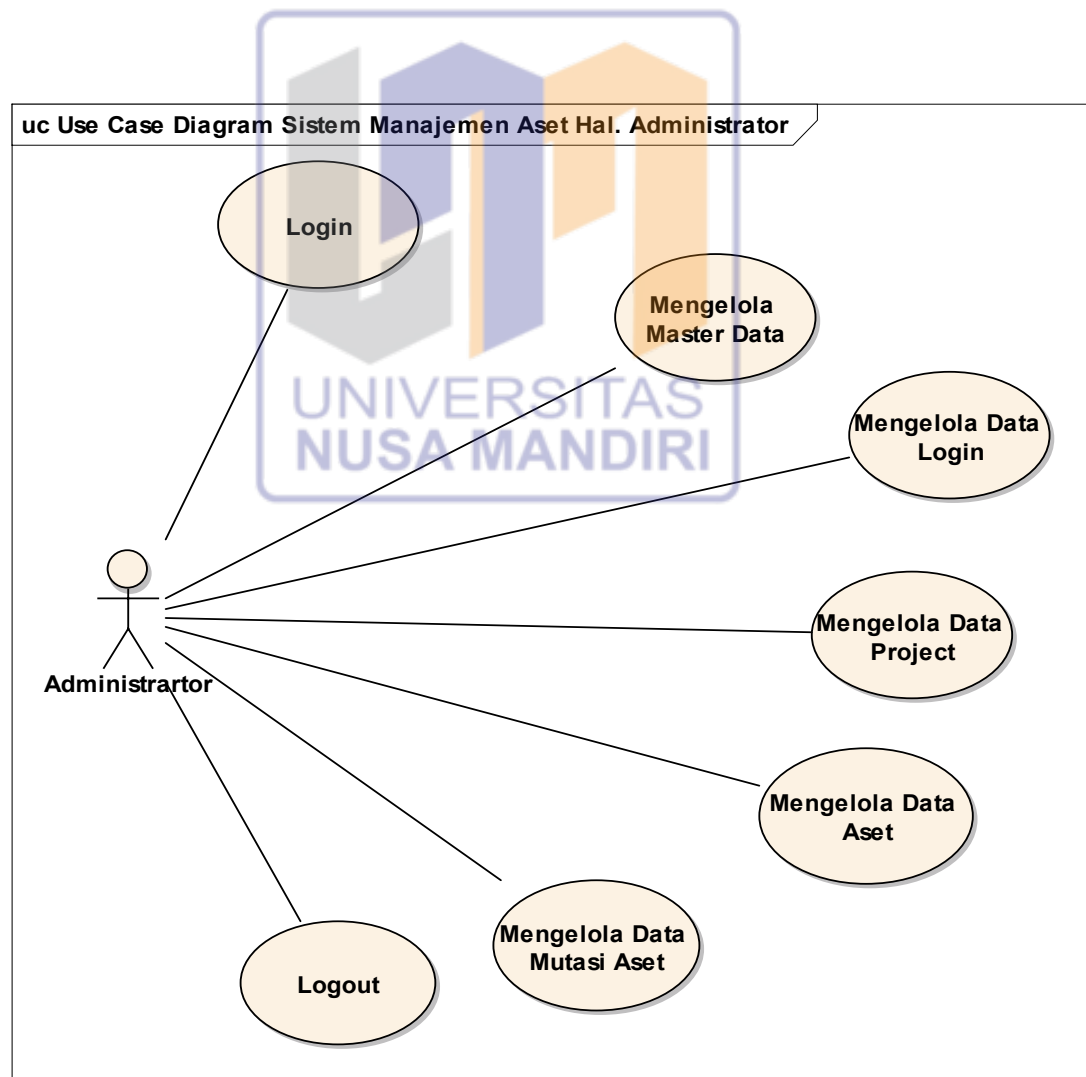 uc Use Case Diagram Sistem Manajemen Aset Hal. Administrator
Login
Mengelola
Master Data
UNIVERSITAS
NUSA MANDIRI
Mengelola Data
Login
Mengelola Data
Project
Administrartor
Mengelola Data
Aset
Mengelola Data
Mutasi Aset
Logout